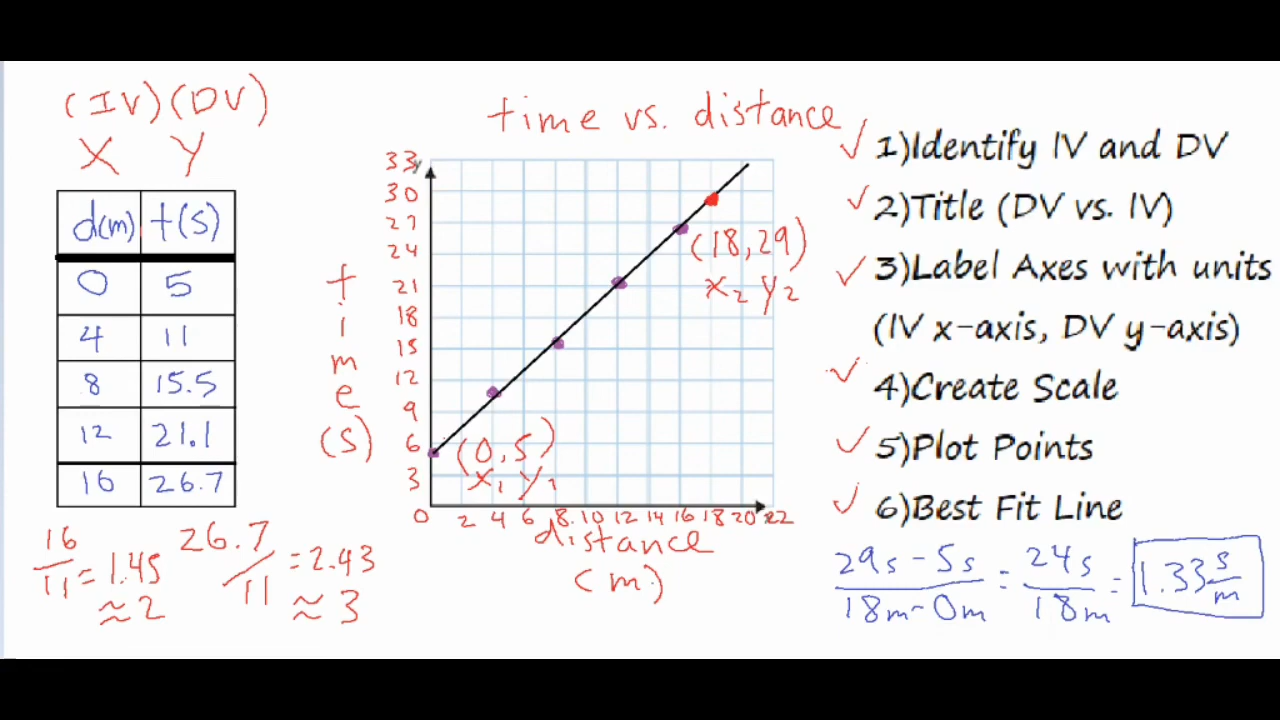 (IV)(DV)
X Y
d(m) t(s)
0 5
4 11
8 15.5
12 21.1
16 26.7
16/11 = 1.45
≈ 2
26.7/11 = 2.43
≈ 3
time vs. distance
y
33
30
27
24
21
18
15
12
9
6
3
time
(s)
(18,29)
x₂ y₂
(0,5)
x₁ y₁
0 2 4 6 8 10 12 14 16 18 20 22
distance
(m)
1)Identify IV and DV
2)Title (DV vs. IV)
3)Label Axes with units
(IV x-axis, DV y-axis)
4)Create Scale
5)Plot Points
6)Best Fit Line
29s - 5s / 18m - 0m = 24s / 18m = 1.33 s/m